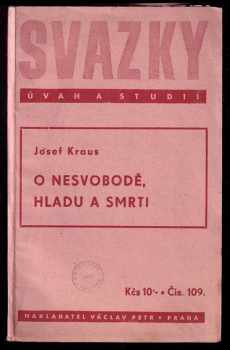 SVAZKY
ÚVAH A STUDIÍ
Josef Kraus
O NESVOBODĚ,
HLADU A SMRTI
Kčs 10'- • Čís. 109.
NAKLADATEL VÁCLAV PETR • PRAHA